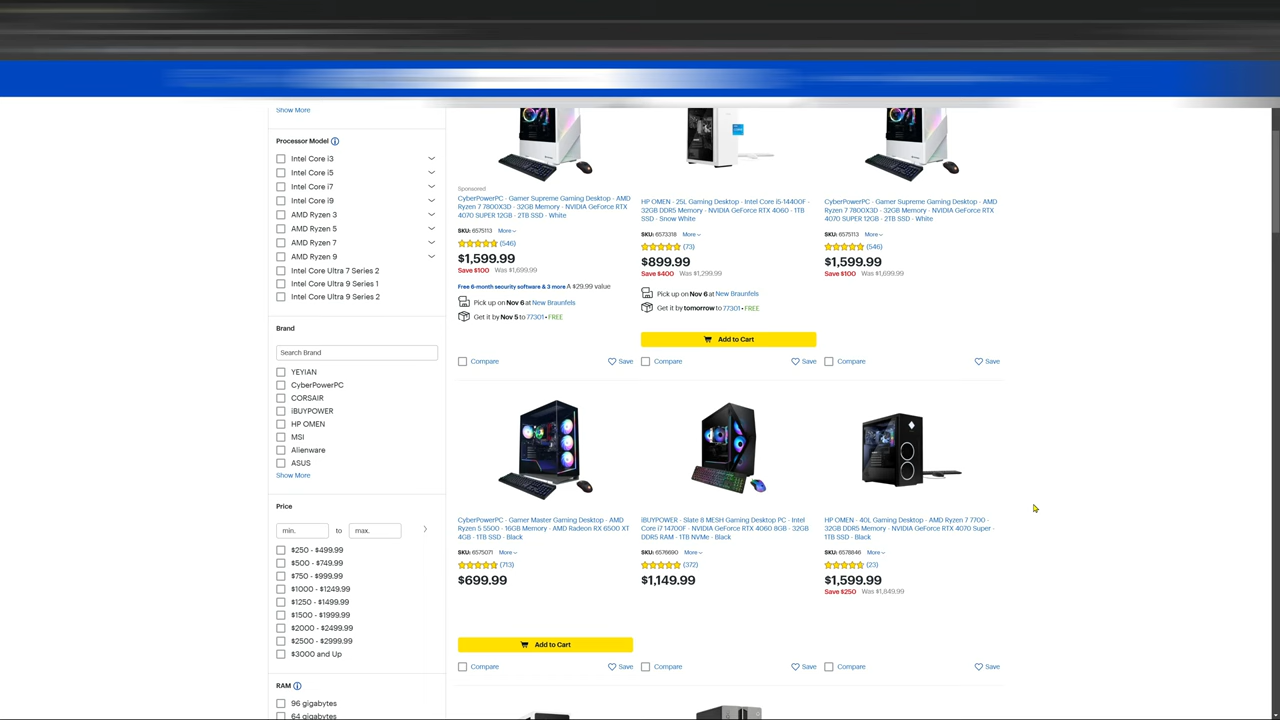 Show More
Processor Model
Intel Core i3
Intel Core i5
Intel Core i7
Intel Core i9
AMD Ryzen 3
AMD Ryzen 5
AMD Ryzen 7
AMD Ryzen 9
Intel Core Ultra 7 Series 2
Intel Core Ultra 9 Series 1
Intel Core Ultra 9 Series 2
Brand
Search Brand
YEYIAN
CyberPowerPC
CORSAIR
iBUYPOWER
HP OMEN
MSI
Alienware
ASUS
Show More
Price
min. to max.
$250 - $499.99
$500 - $749.99
$750 - $999.99
$1000 - $1249.99
$1250 - $1499.99
$1500 - $1999.99
$2000 - $2499.99
$2500 - $2999.99
$3000 and Up
RAM
96 gigabytes
64 gigabytes
Sponsored
CyberPowerPC - Gamer Supreme Gaming Desktop - AMD
Ryzen 7 7800X3D - 32GB Memory - NVIDIA GeForce RTX
4070 SUPER 12GB - 2TB SSD - White
SKU: 6575113 More
(546)
$1,599.99
Save $100 Was $1,699.99
Free 6-month security software & 3 more A $29.99 value
Pick up on Nov 6 at New Braunfels
Get it by Nov 5 to 77301 • FREE
Compare Save
HP OMEN - 25L Gaming Desktop - Intel Core i5-14400F -
32GB DDR5 Memory - NVIDIA GeForce RTX 4060 - 1TB
SSD - Snow White
SKU: 6573318 More
(73)
$899.99
Save $400 Was $1,299.99
Pick up on Nov 6 at New Braunfels
Get it by tomorrow to 77301 • FREE
Add to Cart
Compare Save
CyberPowerPC - Gamer Supreme Gaming Desktop - AMD
Ryzen 7 7800X3D - 32GB Memory - NVIDIA GeForce RTX
4070 SUPER 12GB - 2TB SSD - White
SKU: 6575113 More
(546)
$1,599.99
Save $100 Was $1,699.99
Compare Save
CyberPowerPC - Gamer Master Gaming Desktop - AMD
Ryzen 5 5500 - 16GB Memory - AMD Radeon RX 6500 XT
4GB - 1TB SSD - Black
SKU: 6575071 More
(713)
$699.99
Add to Cart
Compare Save
iBUYPOWER - Slate 8 MESH Gaming Desktop PC - Intel
Core i7 14700F - NVIDIA GeForce RTX 4060 8GB - 32GB
DDR5 RAM - 1TB NVMe - Black
SKU: 6576690 More
(372)
$1,149.99
Compare Save
HP OMEN - 40L Gaming Desktop - AMD Ryzen 7 7700 -
32GB DDR5 Memory - NVIDIA GeForce RTX 4070 Super -
1TB SSD - Black
SKU: 6578846 More
(23)
$1,599.99
Save $250 Was $1,849.99
Compare Save